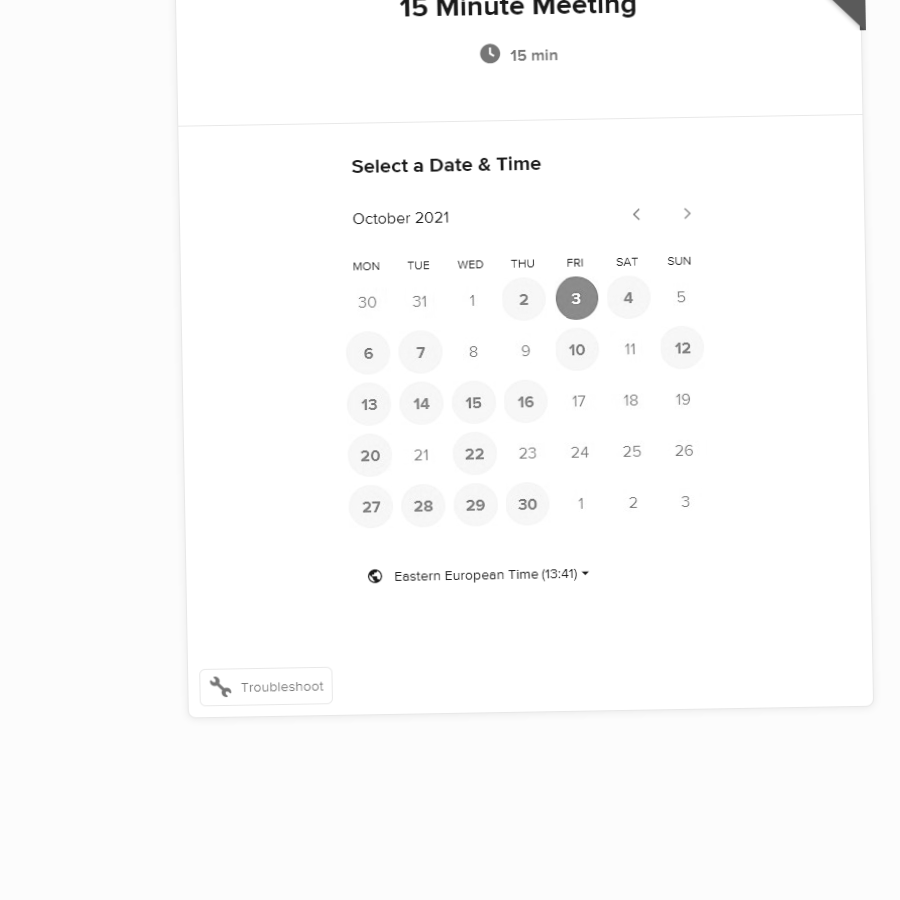 15 Minute Meeting
15 min
Select a Date & Time
October 2021
MON TUE WED THU FRI SAT SUN
30 31 1 2 3 4 5
6 7 8 9 10 11 12
13 14 15 16 17 18 19
20 21 22 23 24 25 26
27 28 29 30 1 2 3
Eastern European Time (13:41)
Troubleshoot